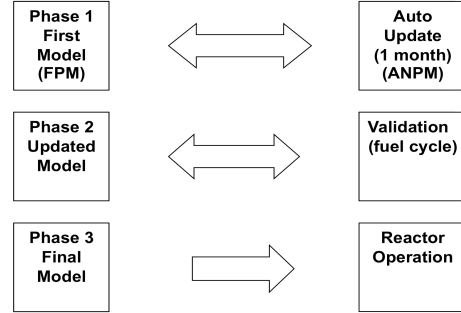 Phase 1
First
Model
(FPM)
Auto
Update
(1 month)
(ANPM)
Phase 2
Updated
Model
Validation
(fuel cycle)
Phase 3
Final
Model
Reactor
Operation